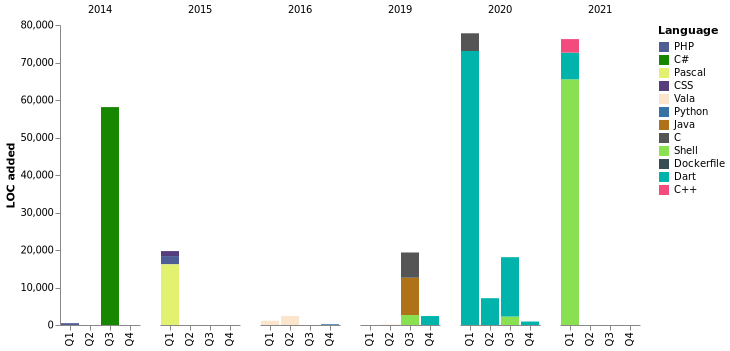 2014 2015 2016 2019 2020 2021
LOC added
80,000
70,000
60,000
50,000
40,000
30,000
20,000
10,000
0
Q1 Q2 Q3 Q4 Q1 Q2 Q3 Q4 Q1 Q2 Q3 Q4 Q1 Q2 Q3 Q4 Q1 Q2 Q3 Q4 Q1 Q2 Q3 Q4
Language
PHP
C#
Pascal
CSS
Vala
Python
Java
C
Shell
Dockerfile
Dart
C++